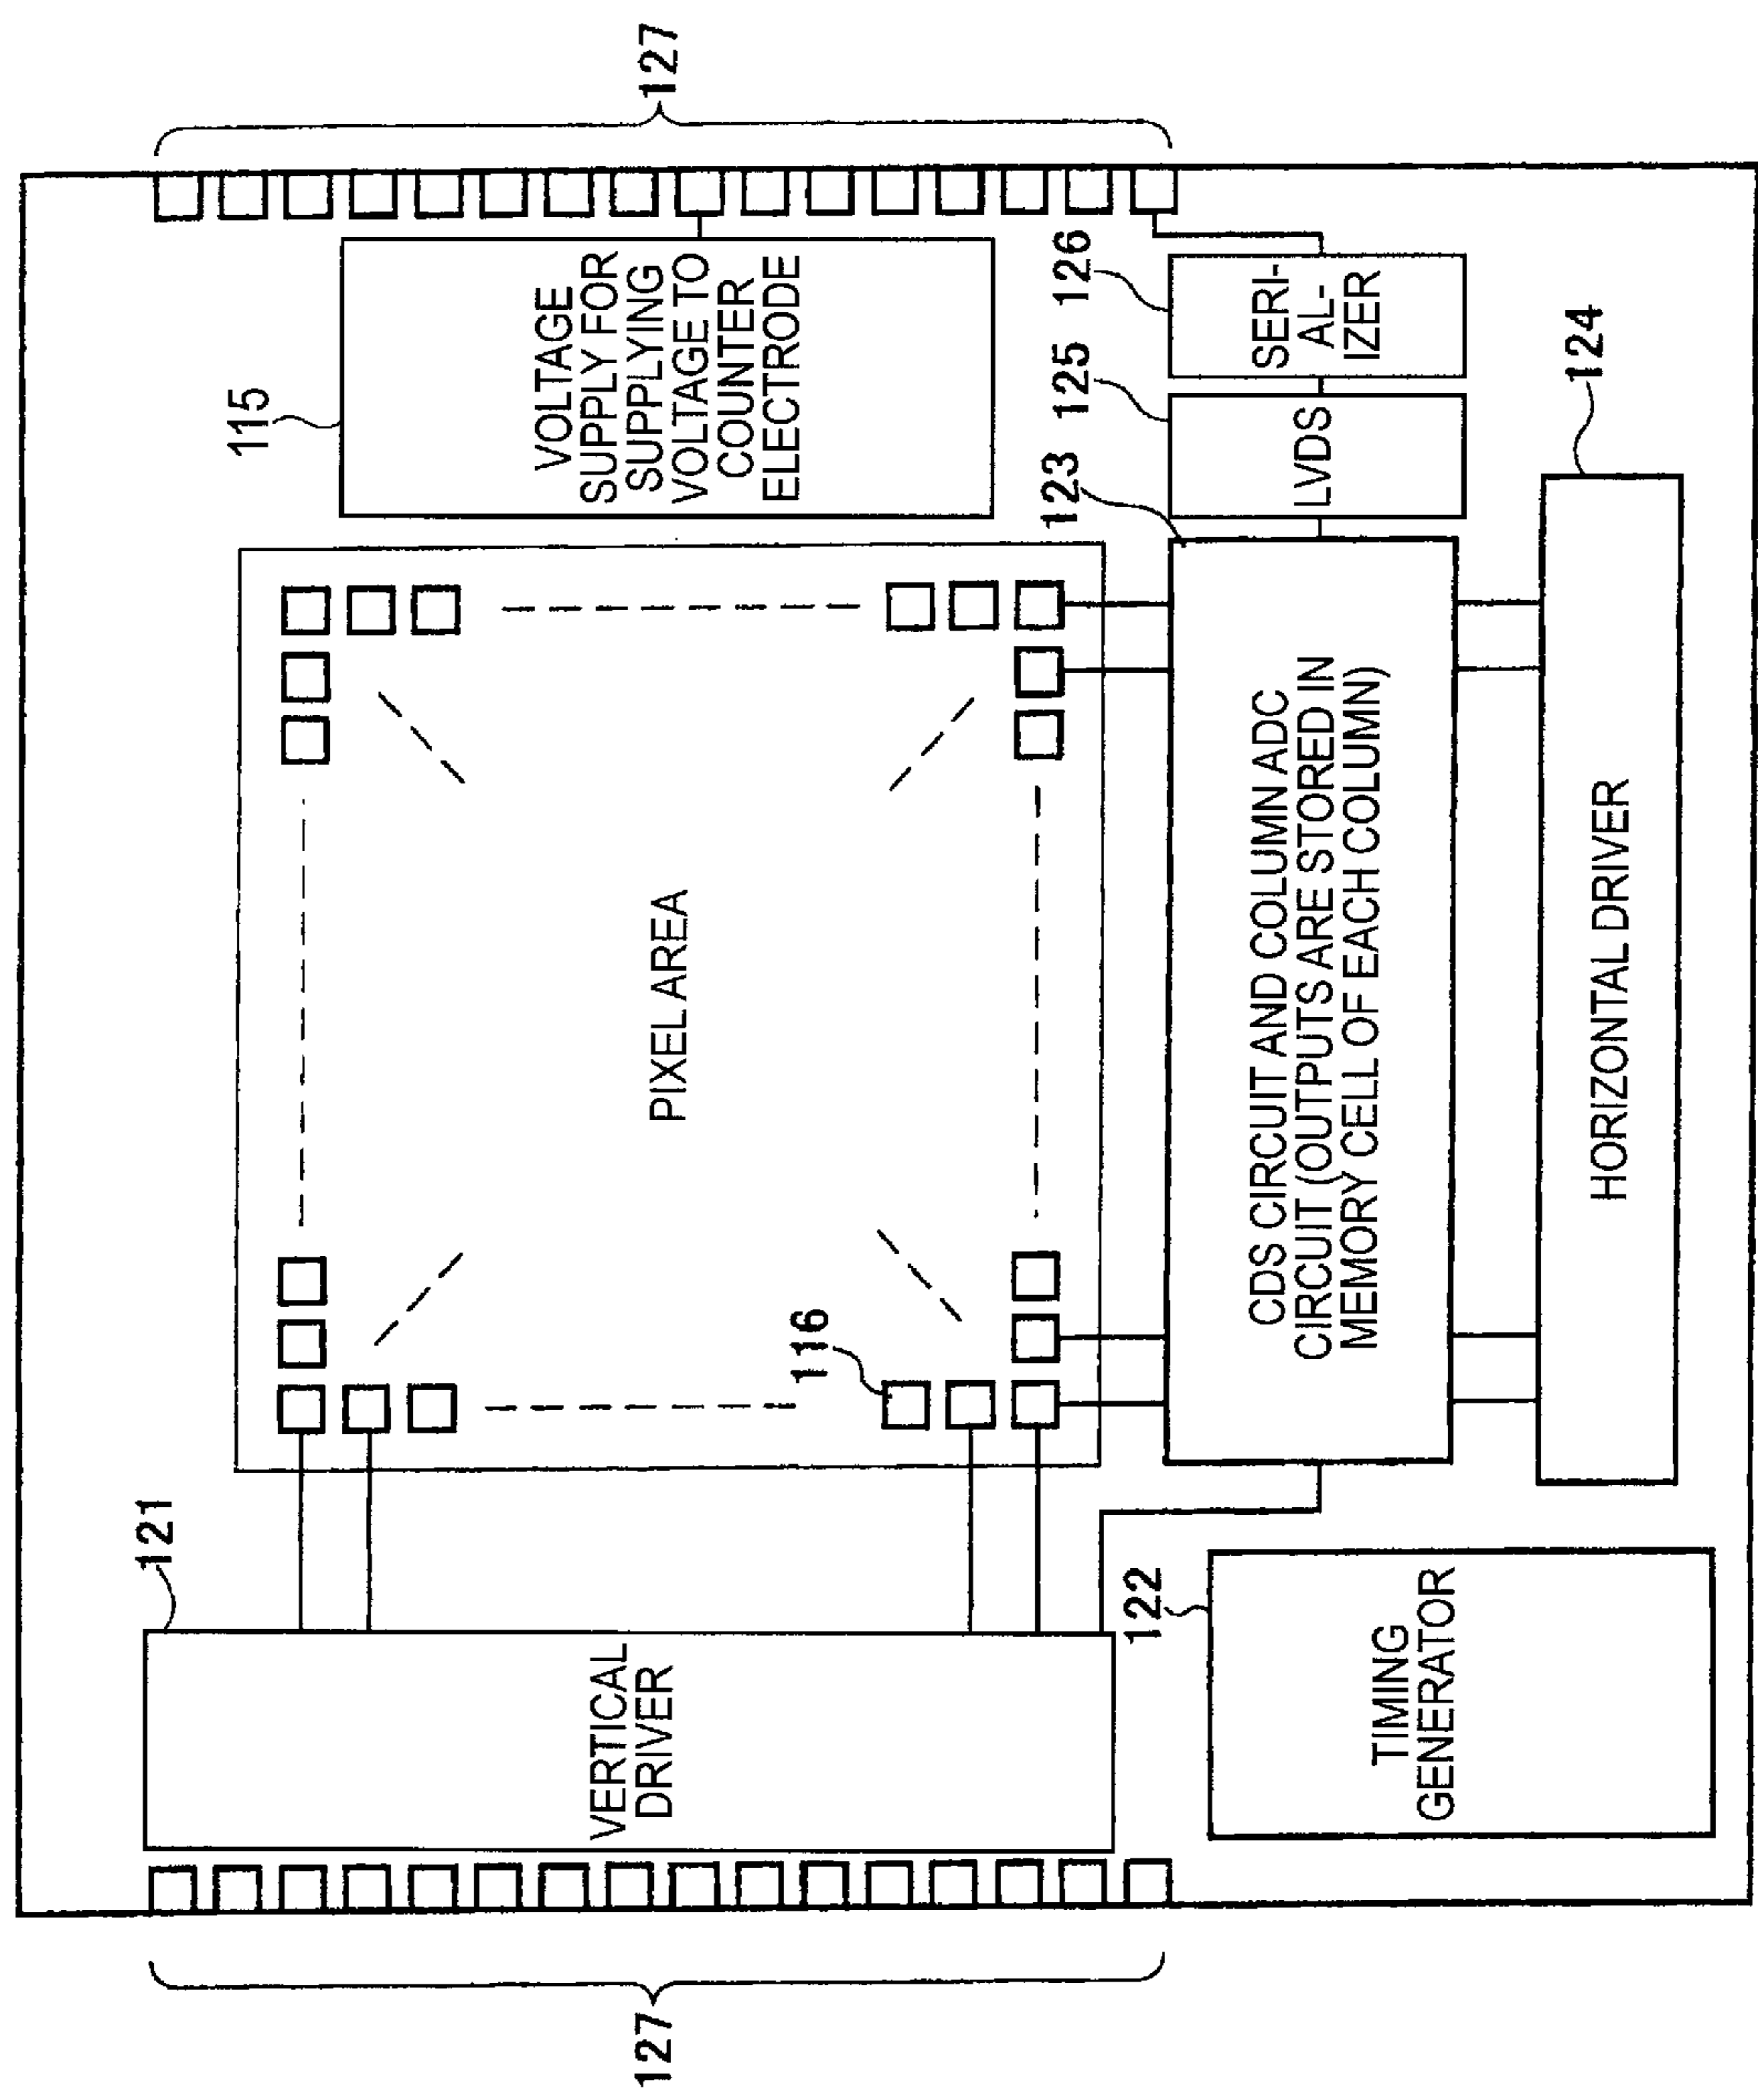 127
115
VOLTAGE
SUPPLY FOR
SUPPLYING
VOLTAGE TO
COUNTER
ELECTRODE
121
VERTICAL
DRIVER
PIXEL AREA
116
127
122
TIMING
GENERATOR
123
CDS CIRCUIT AND COLUMN ADC
CIRCUIT (OUTPUTS ARE STORED IN
MEMORY CELL OF EACH COLUMN)
125
LVDS
126
SERI-
AL-
IZER
124
HORIZONTAL DRIVER